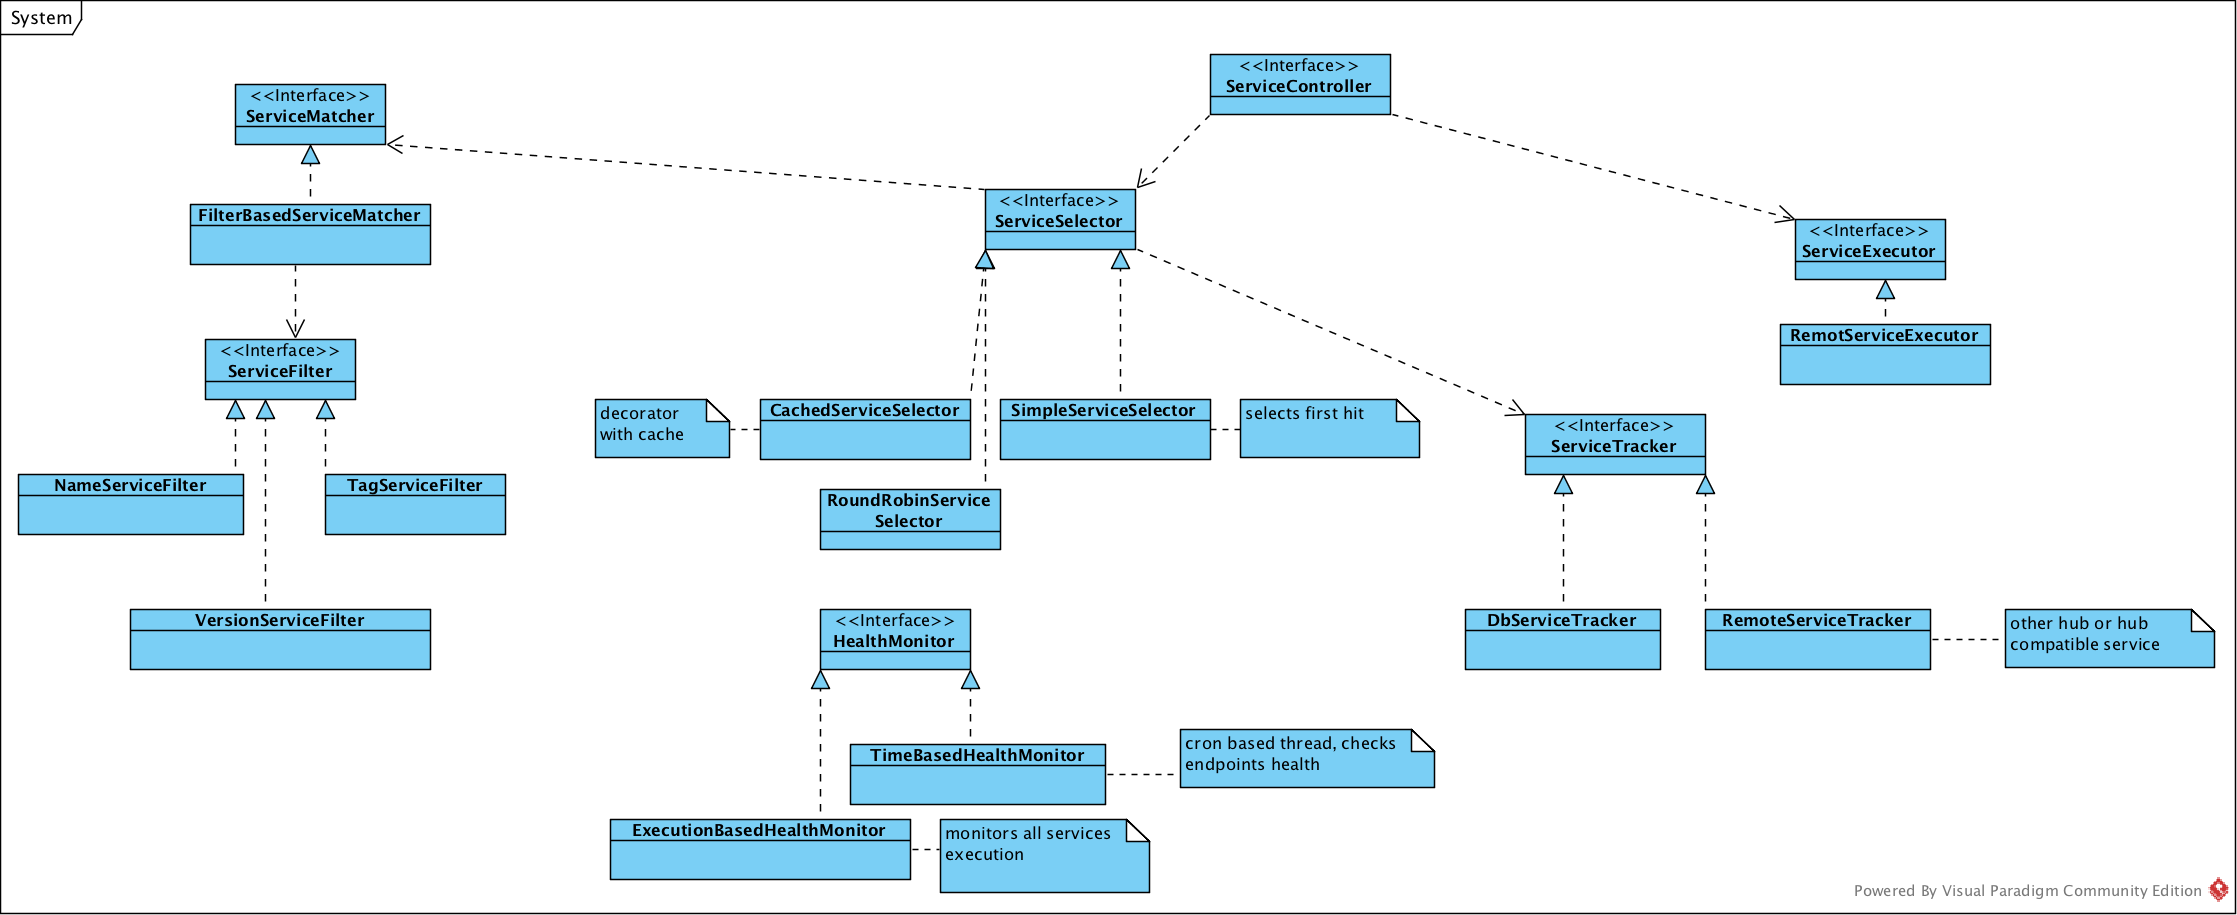 System
<<Interface>>
ServiceController
<<Interface>>
ServiceMatcher
<<Interface>>
ServiceSelector
FilterBasedServiceMatcher
<<Interface>>
ServiceExecutor
RemotServiceExecutor
<<Interface>>
ServiceFilter
decorator
with cache
CachedServiceSelector
SimpleServiceSelector
selects first hit
<<Interface>>
ServiceTracker
NameServiceFilter
TagServiceFilter
RoundRobinService
Selector
VersionServiceFilter
<<Interface>>
HealthMonitor
DbServiceTracker
RemoteServiceTracker
other hub or hub
compatible service
TimeBasedHealthMonitor
cron based thread, checks
endpoints health
ExecutionBasedHealthMonitor
monitors all services
execution
Powered By Visual Paradigm Community Edition